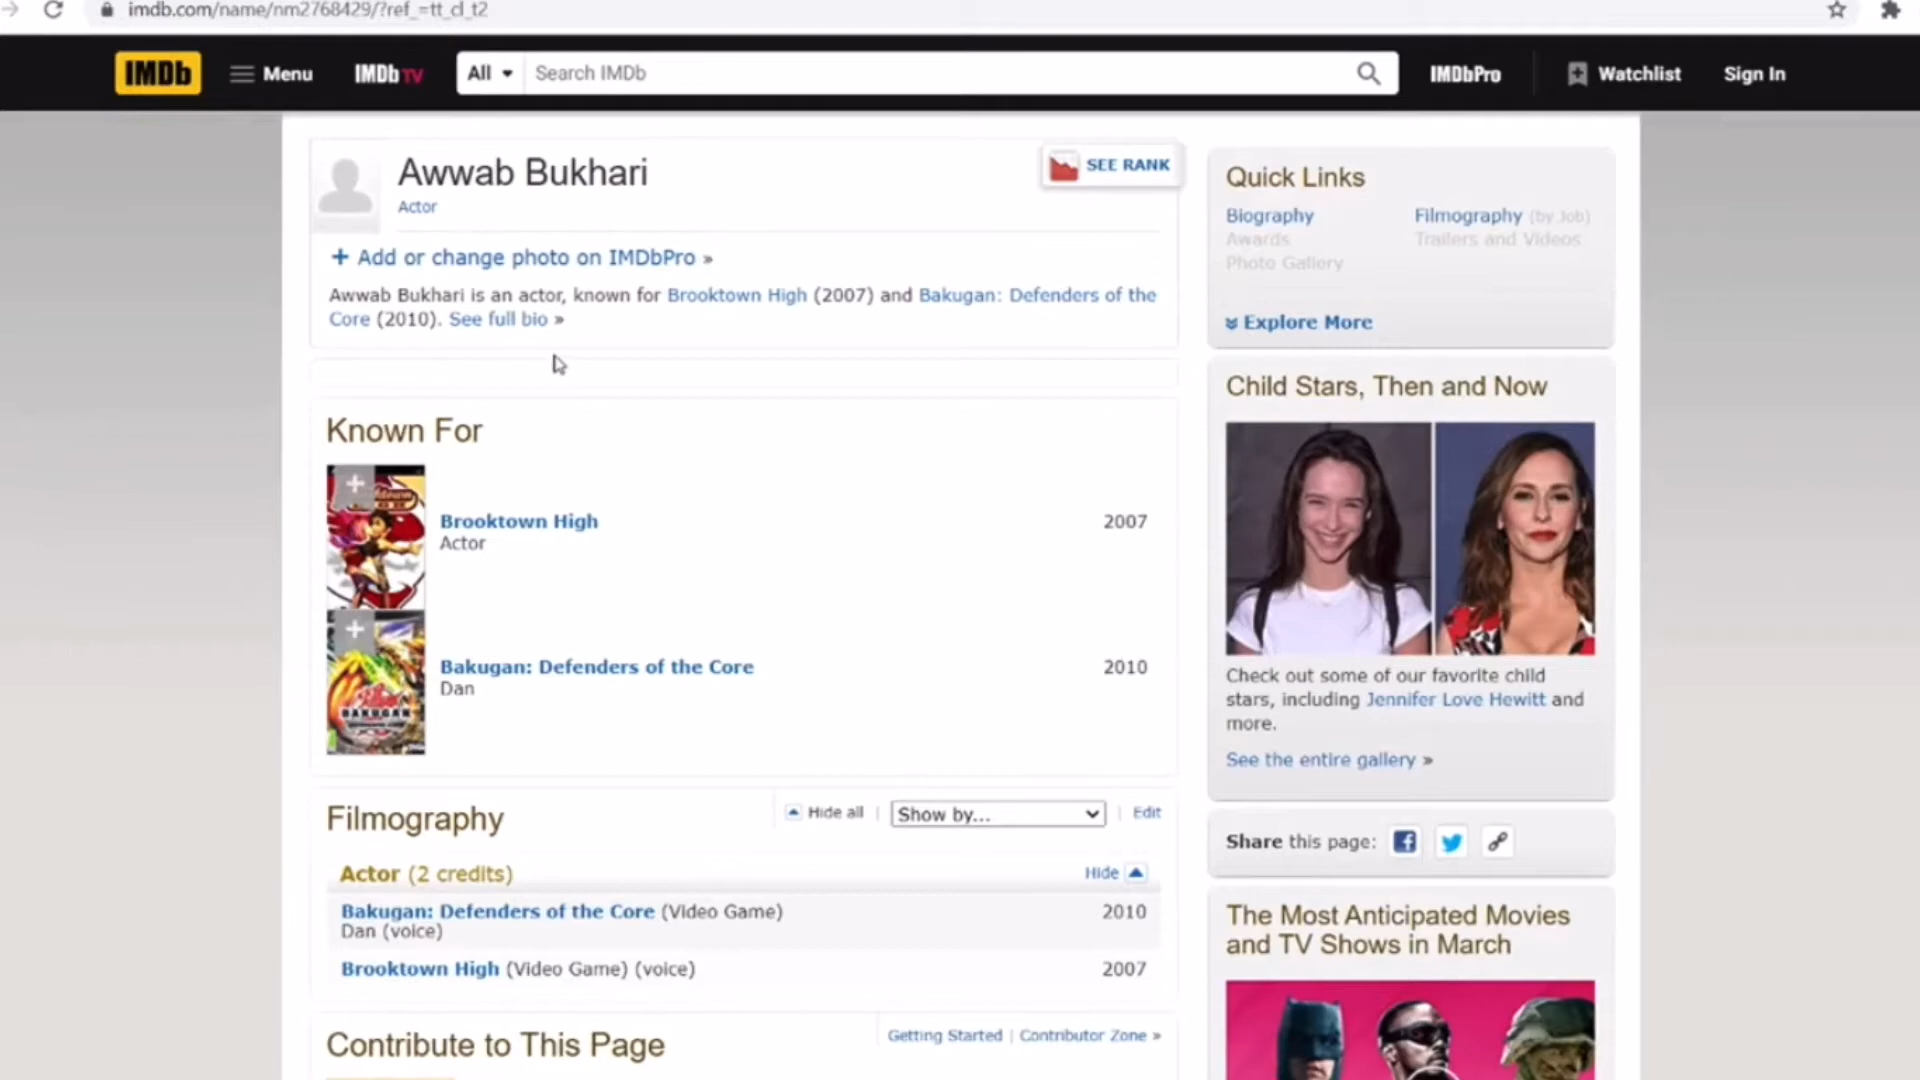 imdb.com/name/nm2768429/?ref_=tt_cl_t2
IMDb
Menu
IMDbTV
All
Search IMDb
IMDbPro
Watchlist
Sign In
Awwab Bukhari
Actor
SEE RANK
+ Add or change photo on IMDbPro »
Awwab Bukhari is an actor, known for Brooktown High (2007) and Bakugan: Defenders of the
Core (2010). See full bio »
Known For
Brooktown High
2007
Actor
Bakugan: Defenders of the Core
2010
Dan
BAKUGAN
Filmography
Hide all
Show by...
Edit
Actor (2 credits)
Hide
Bakugan: Defenders of the Core (Video Game)
2010
Dan (voice)
Brooktown High (Video Game) (voice)
2007
Contribute to This Page
Getting Started | Contributor Zone »
Quick Links
Biography
Filmography (by Job)
Awards
Trailers and Videos
Photo Gallery
Explore More
Child Stars, Then and Now
Check out some of our favorite child
stars, including Jennifer Love Hewitt and
more.
See the entire gallery »
Share this page:
The Most Anticipated Movies
and TV Shows in March